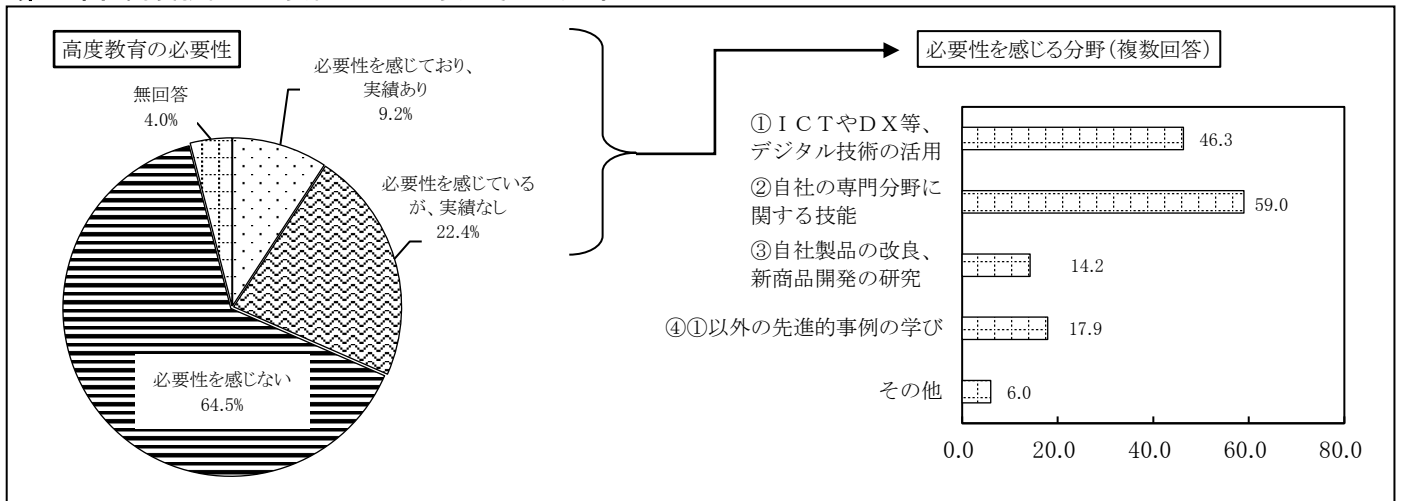 高度教育の必要性
必要性を感じており、
実績あり
9.2%
無回答
4.0%
必要性を感じている
が、実績なし
22.4%
必要性を感じない
64.5%
必要性を感じる分野(複数回答)
①ICTやDX等、
デジタル技術の活用
46.3
②自社の専門分野に
関する技能
59.0
③自社製品の改良、
新商品開発の研究
14.2
④①以外の先進的事例の学び
17.9
その他
6.0
0.0 20.0 40.0 60.0 80.0